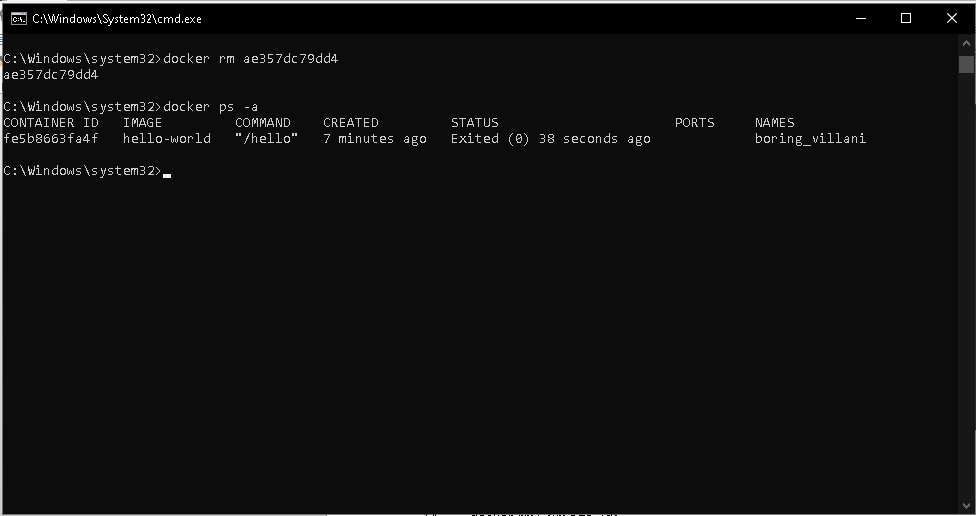 C:\Windows\System32\cmd.exe
C:\Windows\system32>docker rm ae357dc79dd4
ae357dc79dd4
C:\Windows\system32>docker ps -a
CONTAINER ID   IMAGE         COMMAND    CREATED         STATUS                      PORTS     NAMES
fe5b8663fa4f   hello-world   "/hello"   7 minutes ago   Exited (0) 38 seconds ago             boring_villani
C:\Windows\system32>